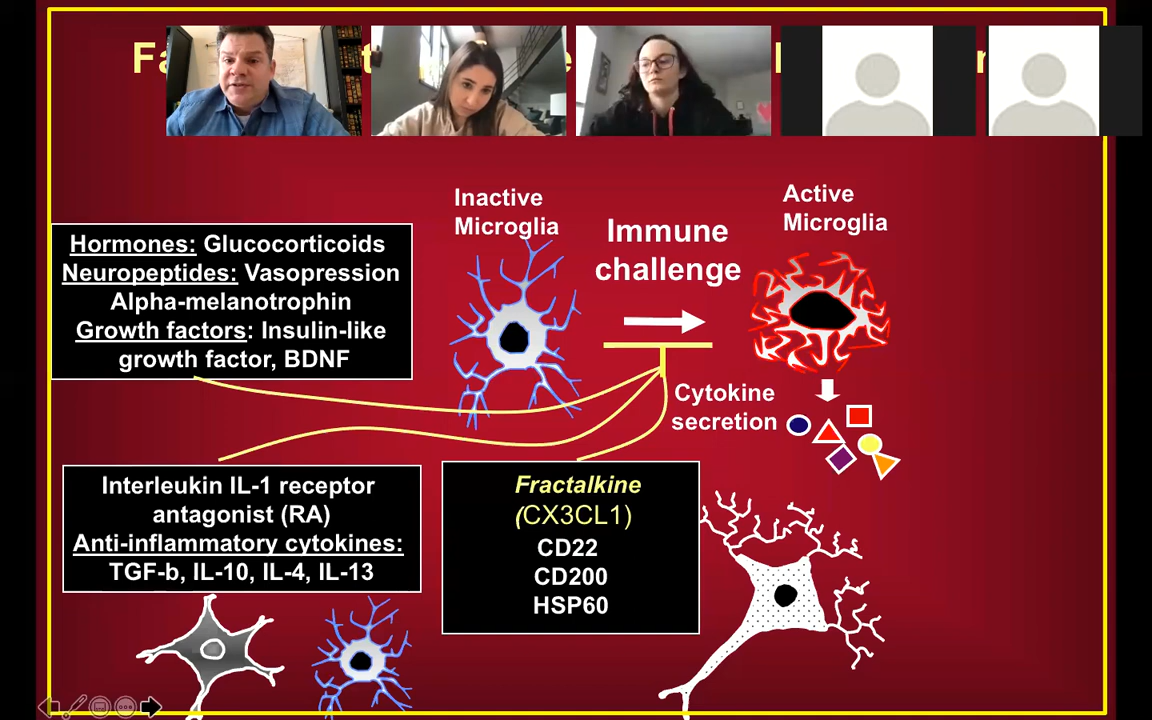 Inactive
Microglia
Immune
challenge
Active
Microglia
Hormones: Glucocorticoids
Neuropeptides: Vasopression
Alpha-melanotrophin
Growth factors: Insulin-like
growth factor, BDNF
Cytokine
secretion
Interleukin IL-1 receptor
antagonist (RA)
Anti-inflammatory cytokines:
TGF-b, IL-10, IL-4, IL-13
Fractalkine
(CX3CL1)
CD22
CD200
HSP60